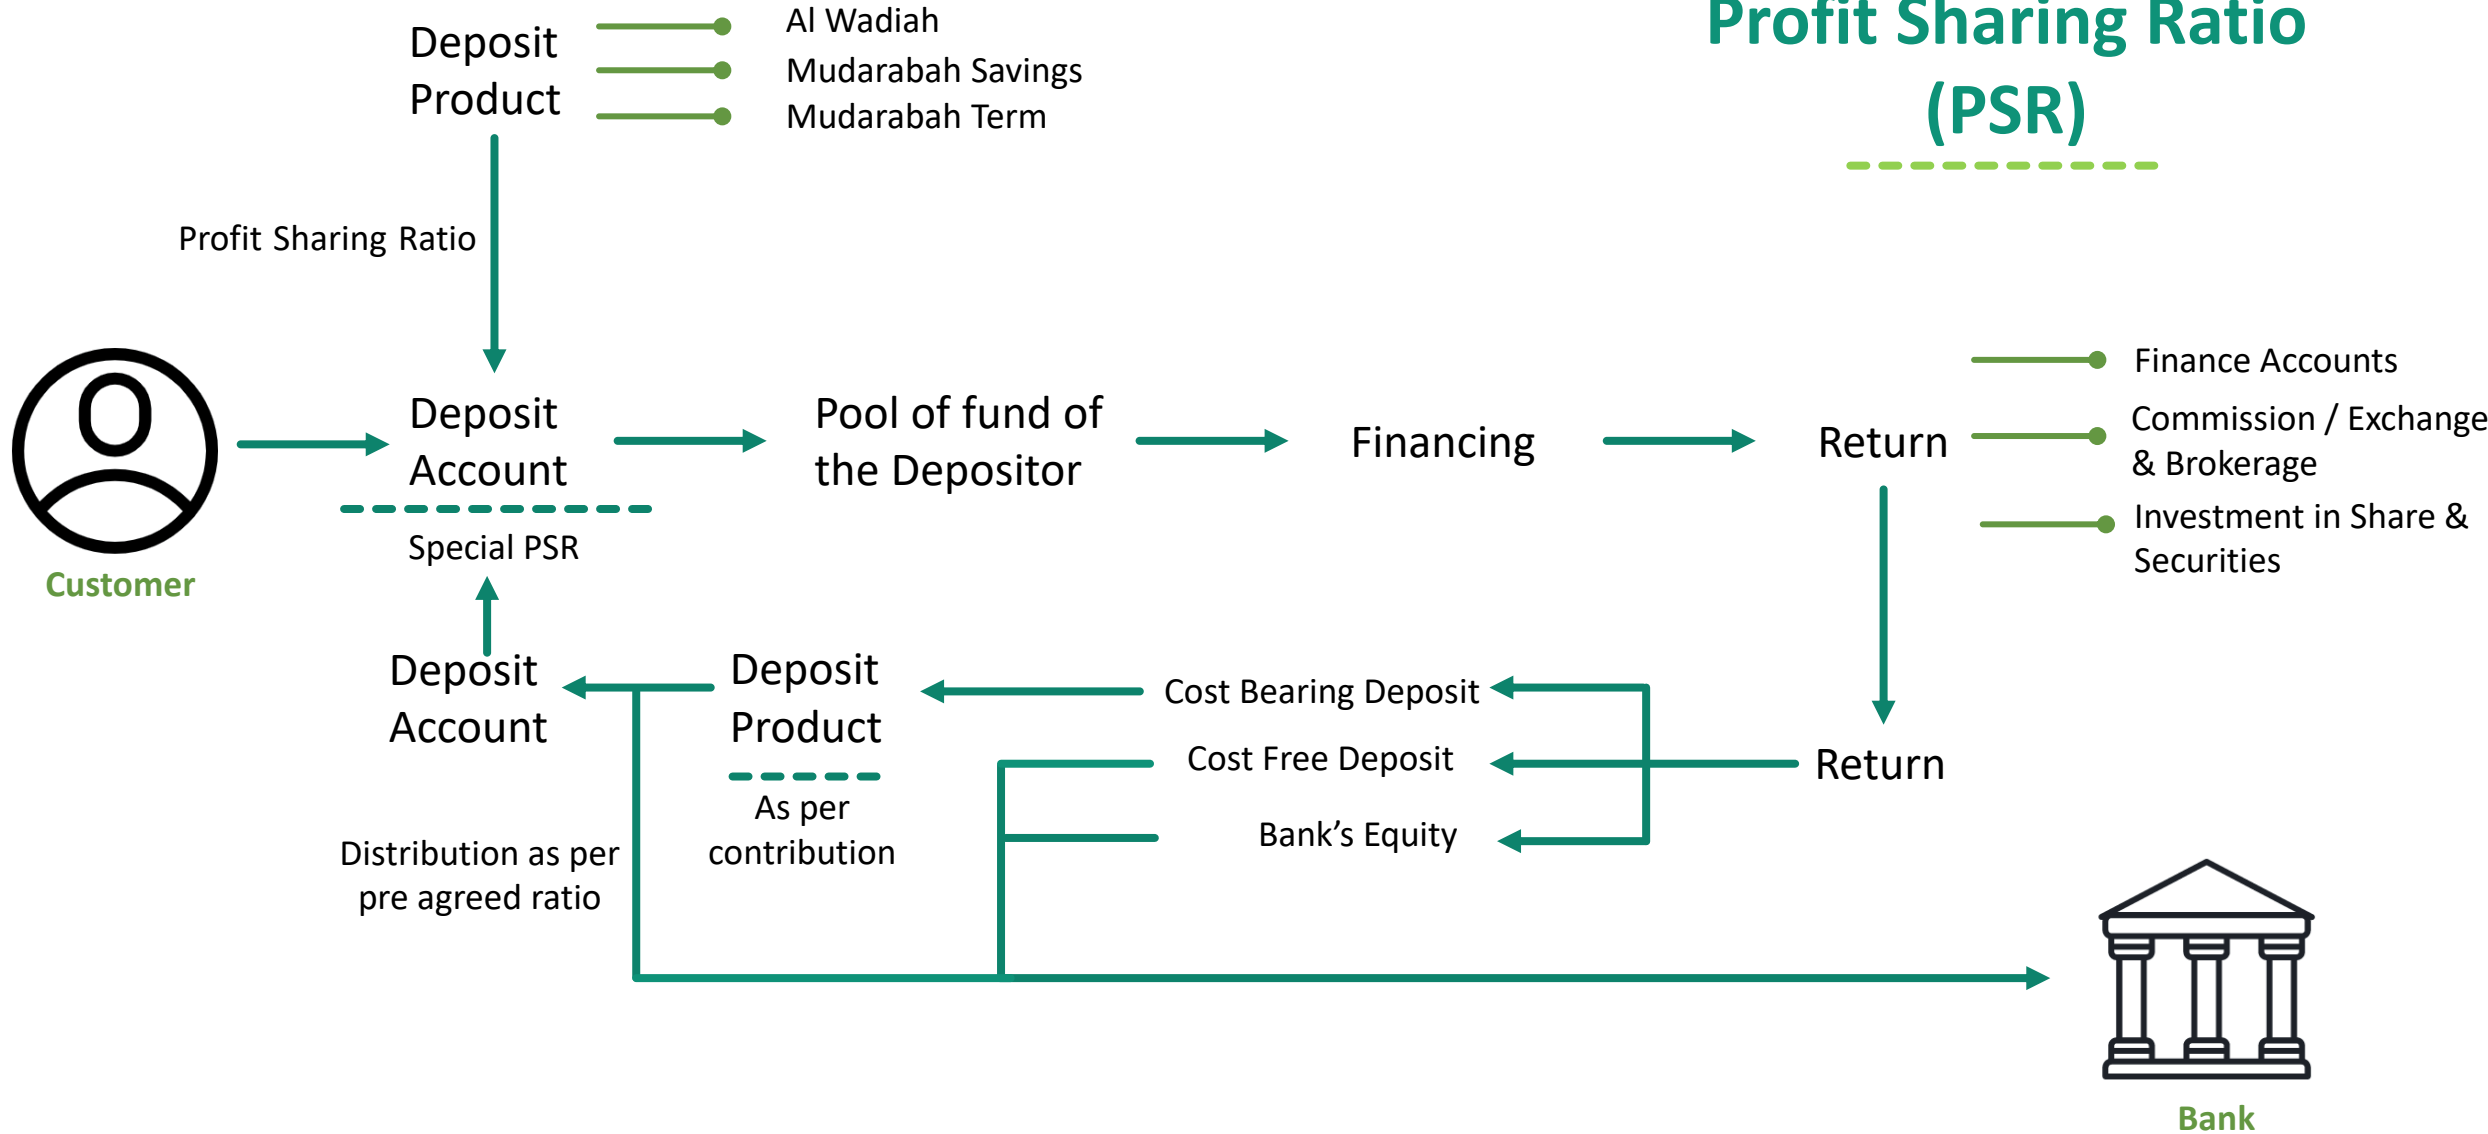 Profit Sharing Ratio
(PSR)
Deposit
Product
Al Wadiah
Mudarabah Savings
Mudarabah Term
Profit Sharing Ratio
Customer
Deposit
Account
Special PSR
Pool of fund of
the Depositor
Financing
Return
Finance Accounts
Commission / Exchange
& Brokerage
Investment in Share &
Securities
Return
Cost Bearing Deposit
Cost Free Deposit
Bank’s Equity
Deposit
Product
As per
contribution
Deposit
Account
Distribution as per
pre agreed ratio
Bank